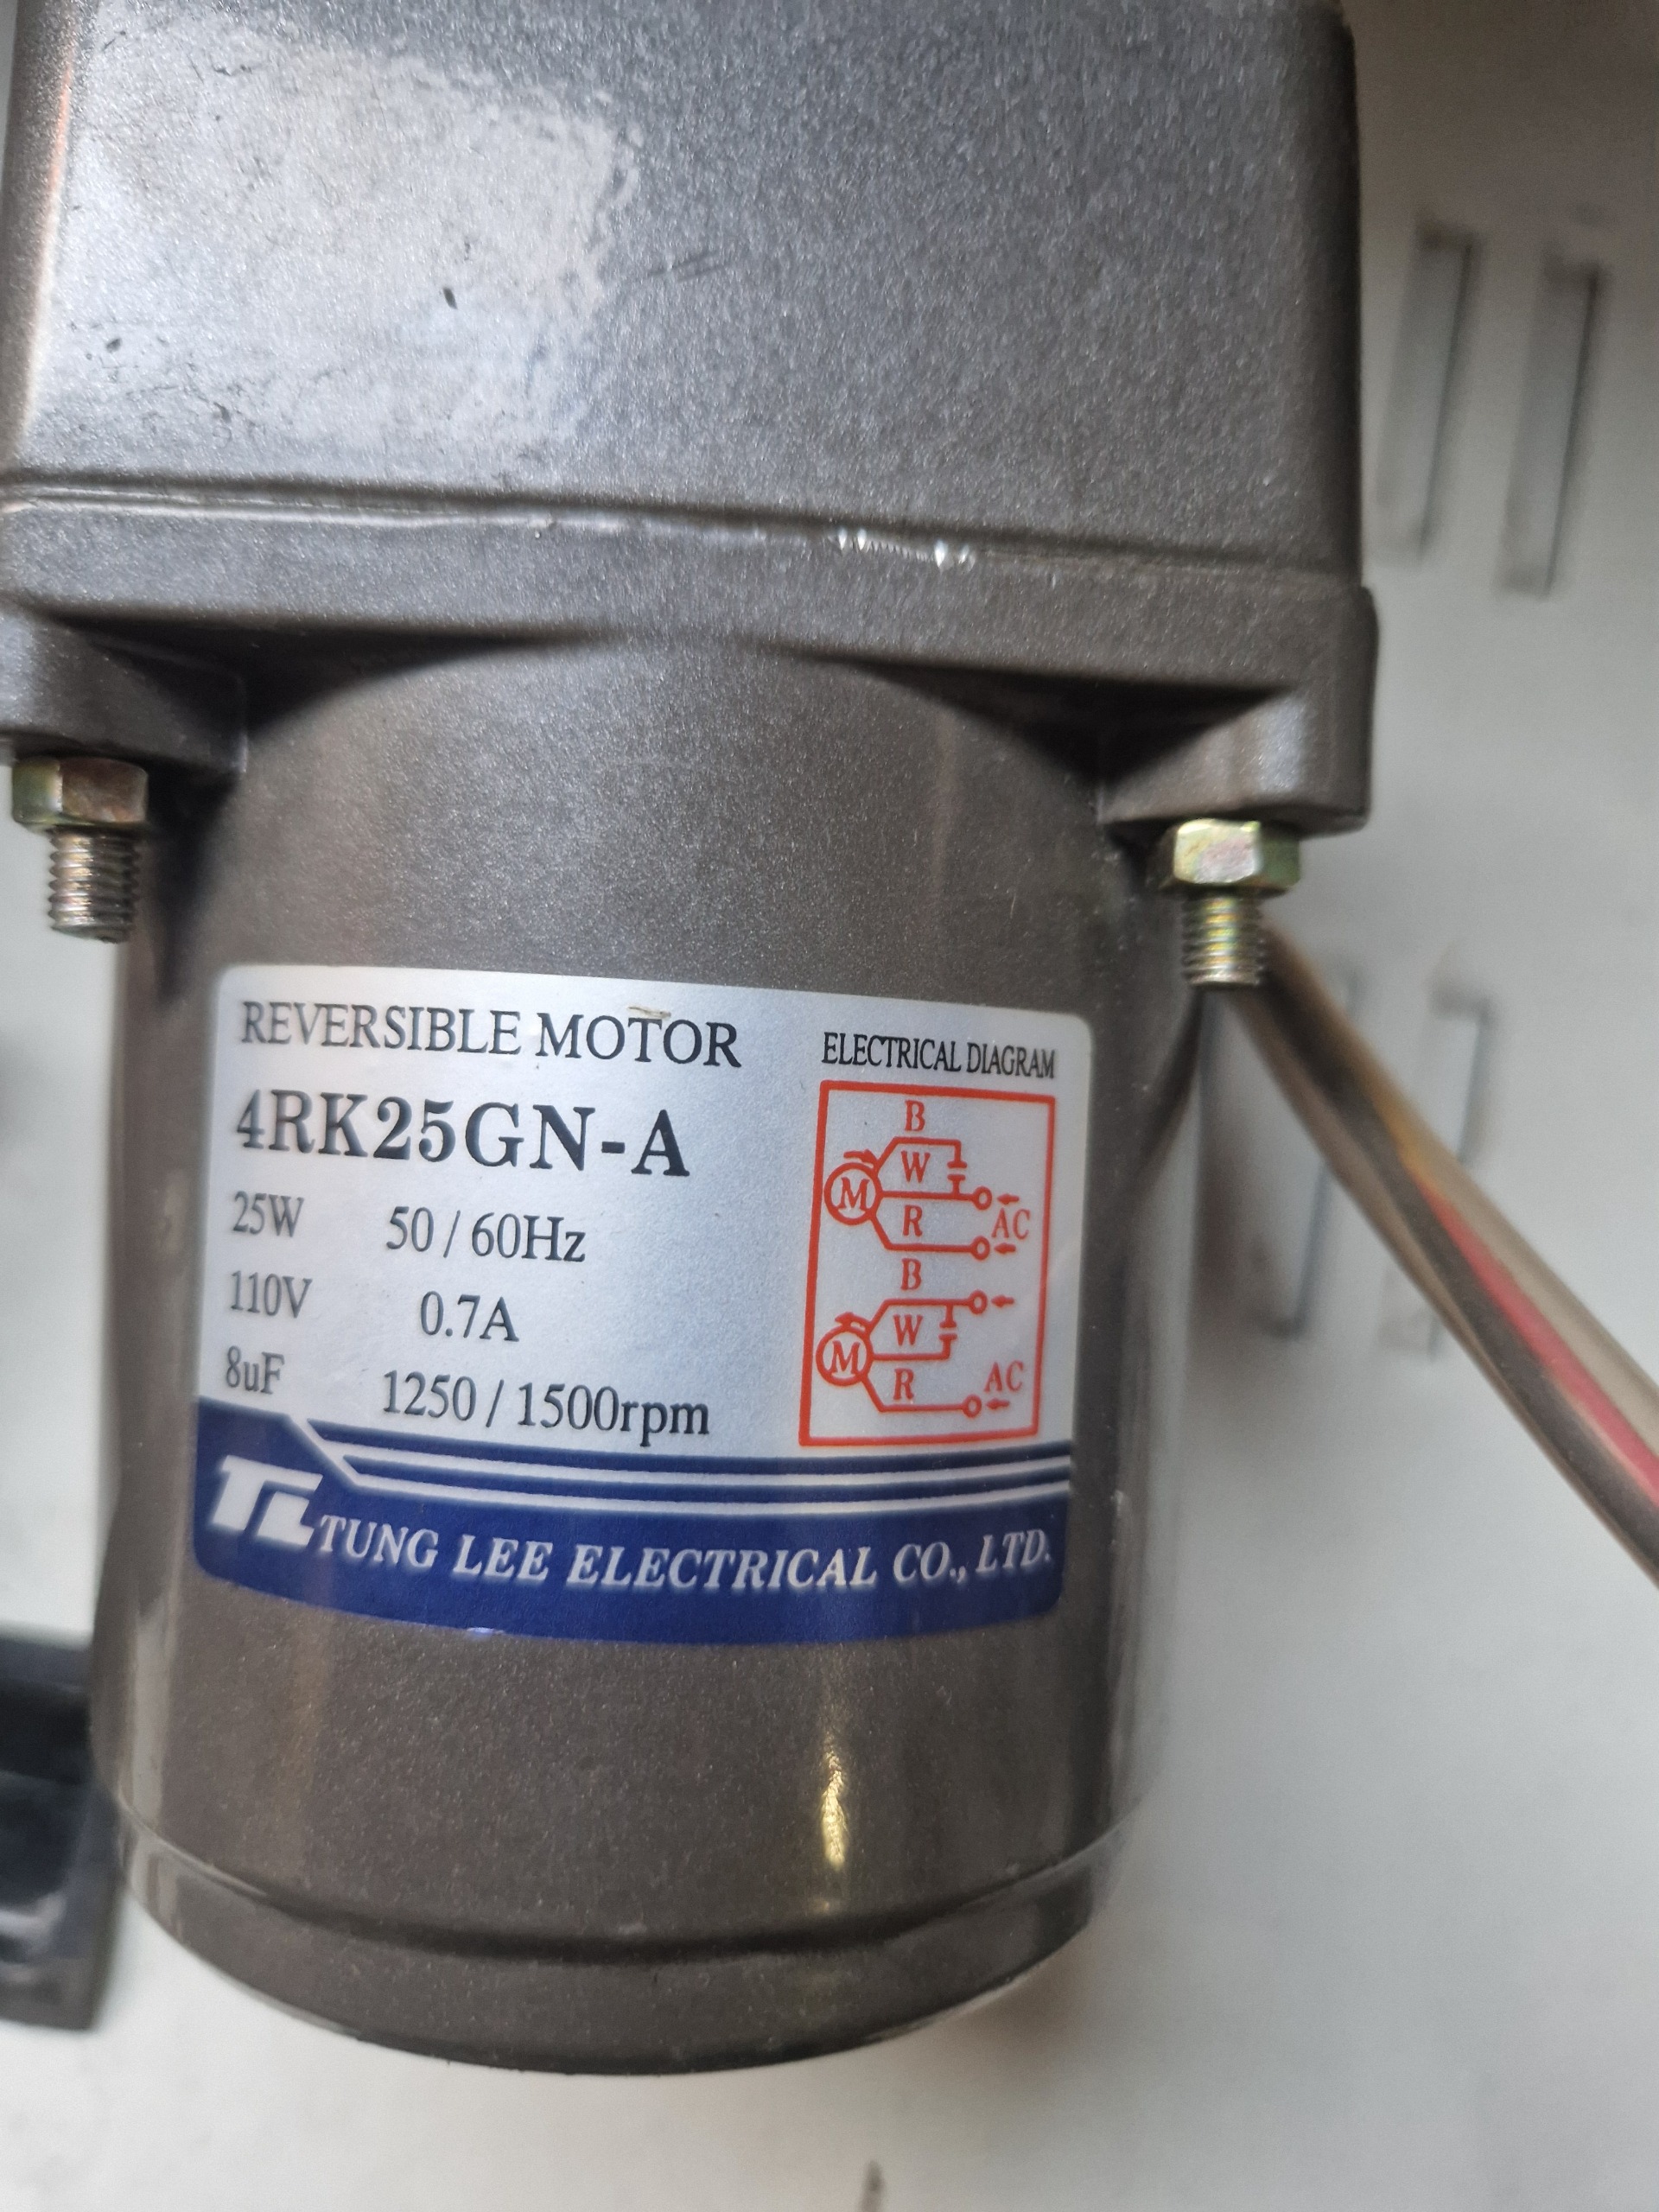 REVERSIBLE MOTOR
4RK25GN-A
25W 50 / 60Hz
110V 0.7A
8uF 1250 / 1500rpm
ELECTRICAL DIAGRAM
B
W
M
R
AC
B
W
M
R
AC
TL TUNG LEE ELECTRICAL CO., LTD.